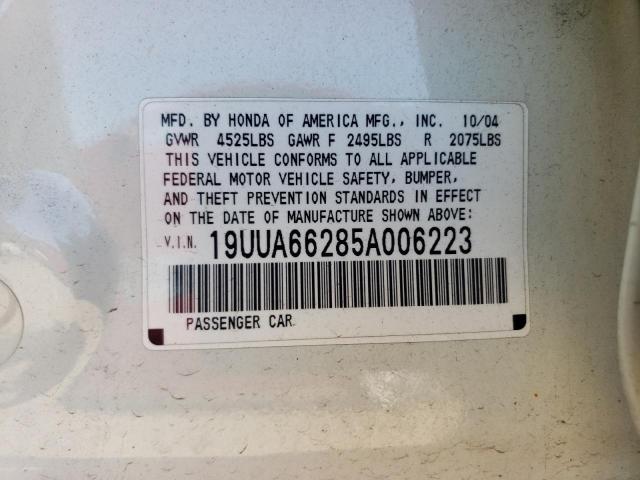 MFD. BY HONDA OF AMERICA MFG., INC. 10/04
GVWR 4525LBS GAWR F 2495LBS R 2075LBS
THIS VEHICLE CONFORMS TO ALL APPLICABLE
FEDERAL MOTOR VEHICLE SAFETY, BUMPER,
AND THEFT PREVENTION STANDARDS IN EFFECT
ON THE DATE OF MANUFACTURE SHOWN ABOVE:
V.I.N. 19UUA66285A006223
PASSENGER CAR